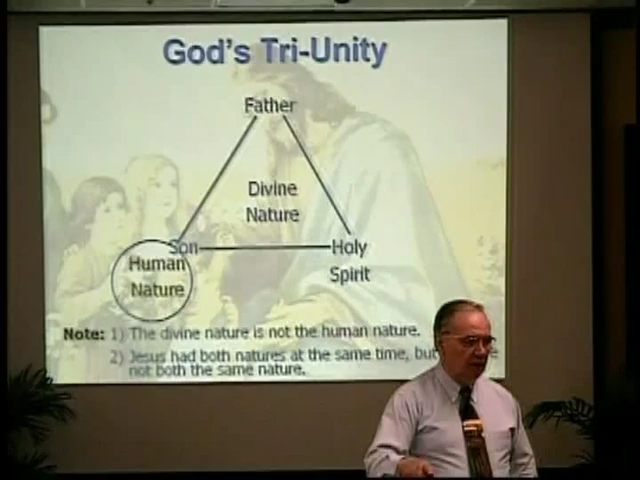 God's Tri-Unity
Father
Divine
Nature
Son
Holy
Spirit
Human
Nature
Note: 1) The divine nature is not the human nature.
2) Jesus had both natures at the same time, but
not both the same nature.